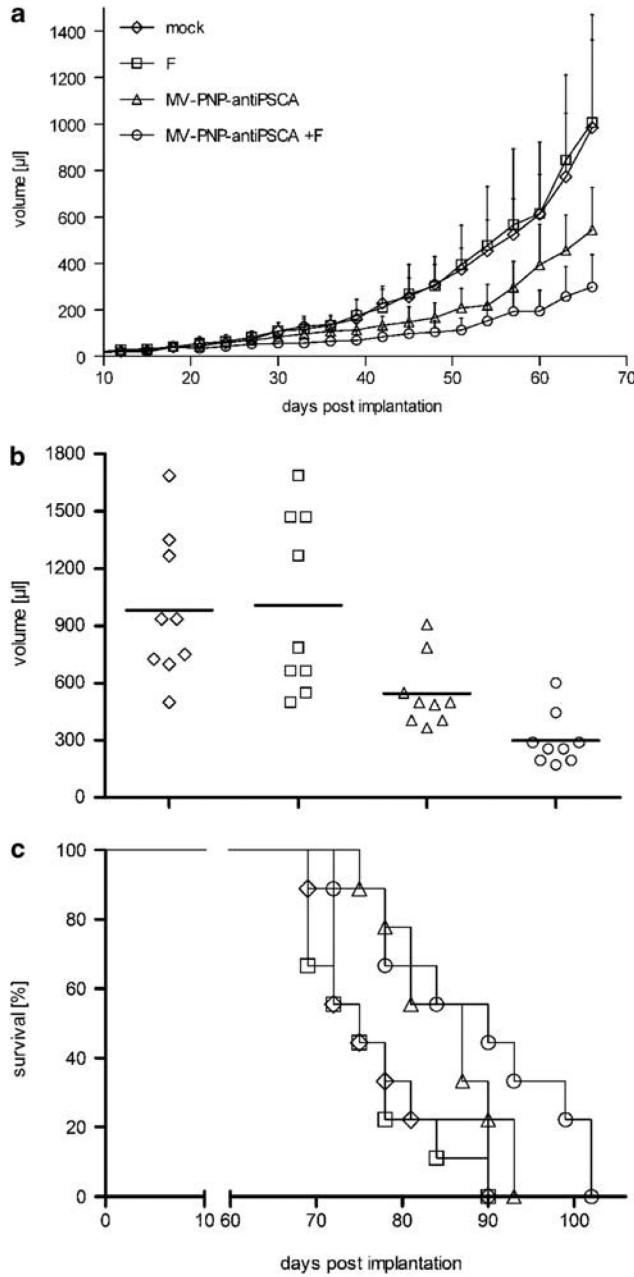 a
1400
1200
1000
800
600
400
200
0
volume [µl]
mock
F
MV-PNP-antiPSCA
MV-PNP-antiPSCA +F
10 20 30 40 50 60 70
days post implantation
b
1800
1500
1200
900
600
300
0
volume [µl]
c
100
80
60
40
20
0
survival [%]
0 10 60 70 80 90 100
days post implantation